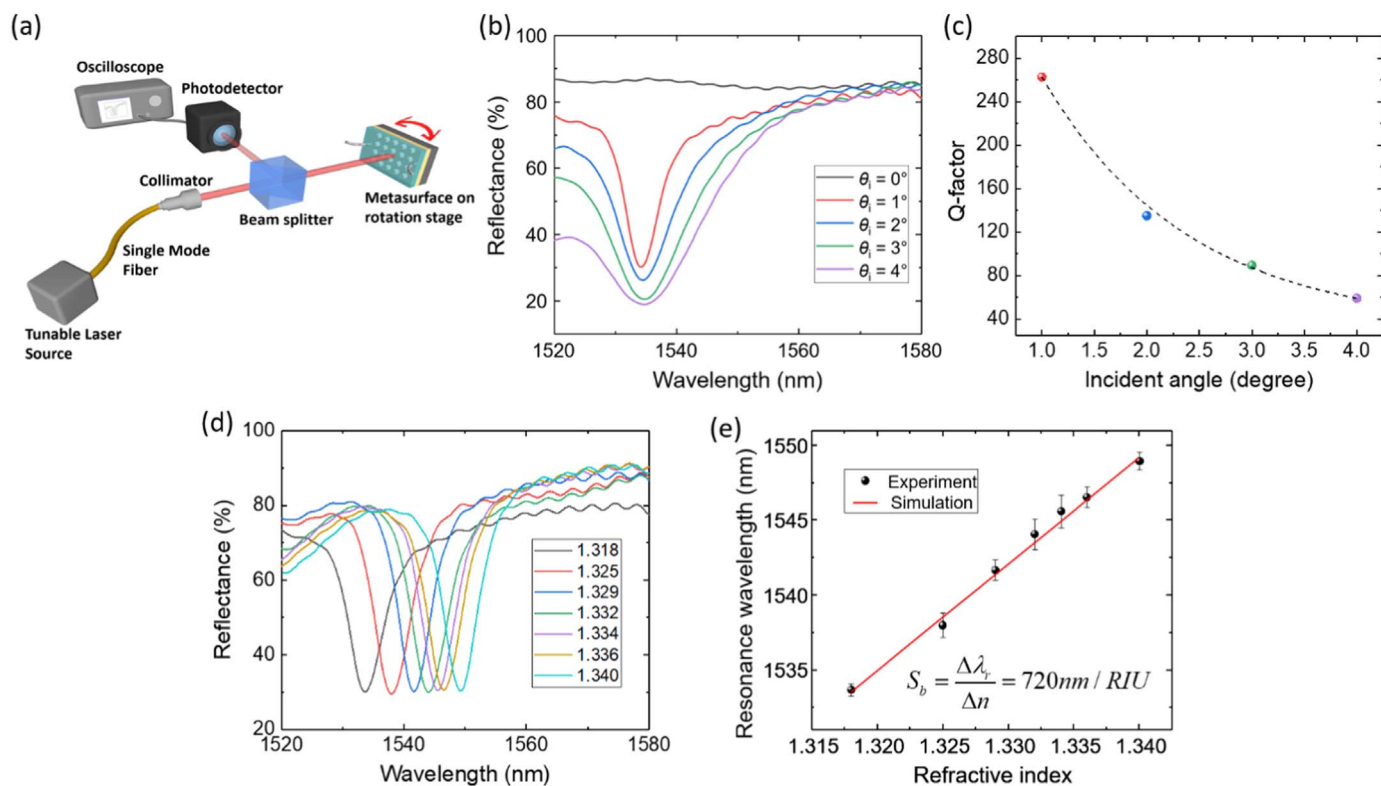 (a)
Oscilloscope
Photodetector
Collimator
Beam splitter
Metasurface on
rotation stage
Single Mode
Fiber
Tunable Laser
Source
(b)
100
80
60
40
20
Reflectance (%)
θi = 0°
θi = 1°
θi = 2°
θi = 3°
θi = 4°
1520 1540 1560 1580
Wavelength (nm)
(c)
280
240
200
160
120
80
40
Q-factor
1.0 1.5 2.0 2.5 3.0 3.5 4.0
Incident angle (degree)
(d)
100
80
60
40
20
Reflectance (%)
1.318
1.325
1.329
1.332
1.334
1.336
1.340
1520 1540 1560 1580
Wavelength (nm)
(e)
1550
1545
1540
1535
Resonance wavelength (nm)
Experiment
Simulation
Sb = Δλr / Δn = 720nm / RIU
1.315 1.320 1.325 1.330 1.335 1.340
Refractive index